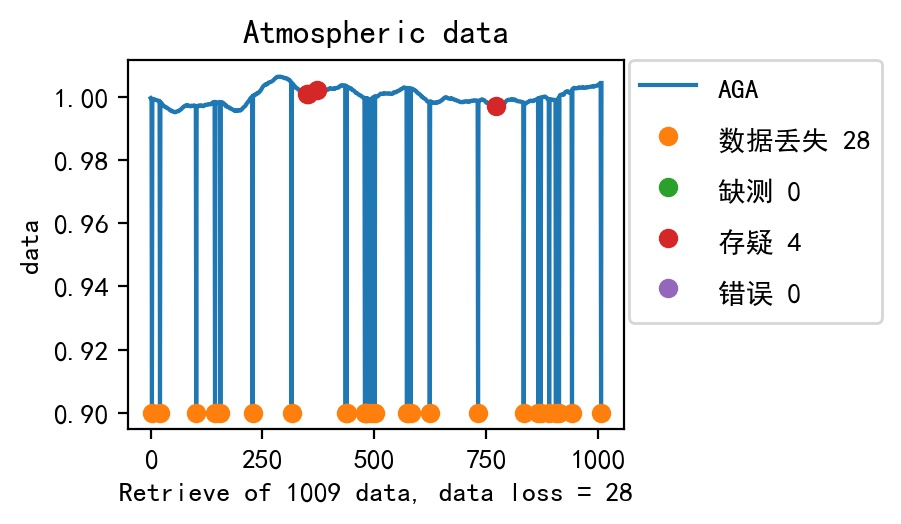 Atmospheric data
AGA
数据丢失 28
缺测 0
存疑 4
错误 0
data
1.00
0.98
0.96
0.94
0.92
0.90
0 250 500 750 1000
Retrieve of 1009 data, data loss = 28